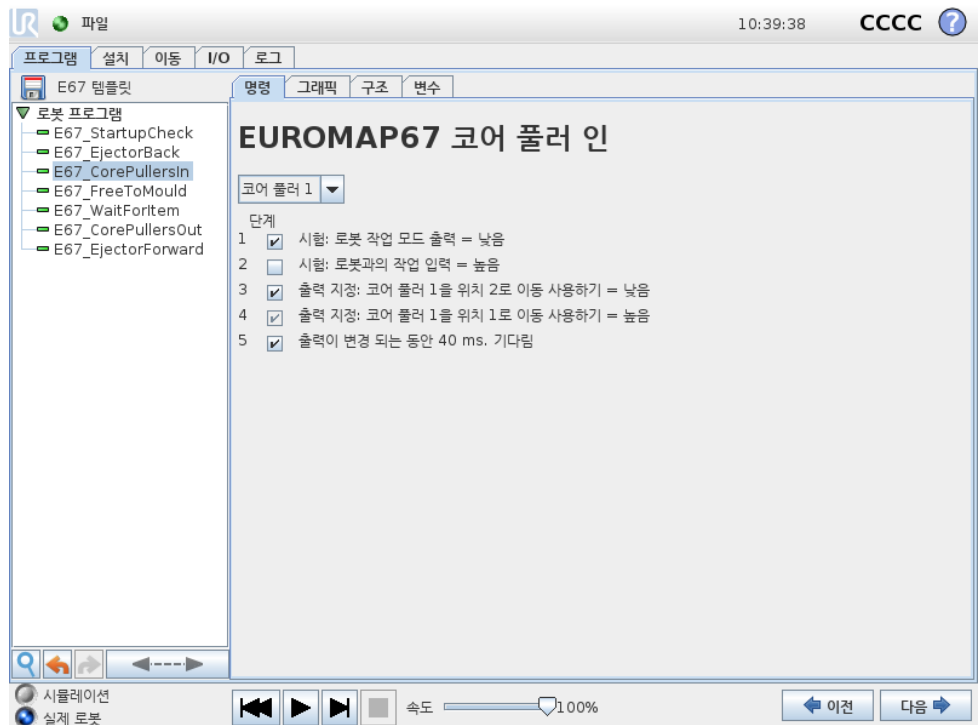 UR 파일 10:39:38 CCCC ?
프로그램 설치 이동 I/O 로그
E67 템플릿
명령 그래픽 구조 변수
로봇 프로그램
E67_StartupCheck
E67_EjectorBack
E67_CorePullersIn
E67_FreeToMould
E67_WaitForItem
E67_CorePullersOut
E67_EjectorForward
EUROMAP67 코어 풀러 인
코어 풀러 1
단계
1 시험: 로봇 작업 모드 출력 = 낮음
2 시험: 로봇과의 작업 입력 = 높음
3 출력 지정: 코어 풀러 1을 위치 2로 이동 사용하기 = 낮음
4 출력 지정: 코어 풀러 1을 위치 1로 이동 사용하기 = 높음
5 출력이 변경 되는 동안 40 ms. 기다림
시뮬레이션
실제 로봇
속도 100%
이전 다음